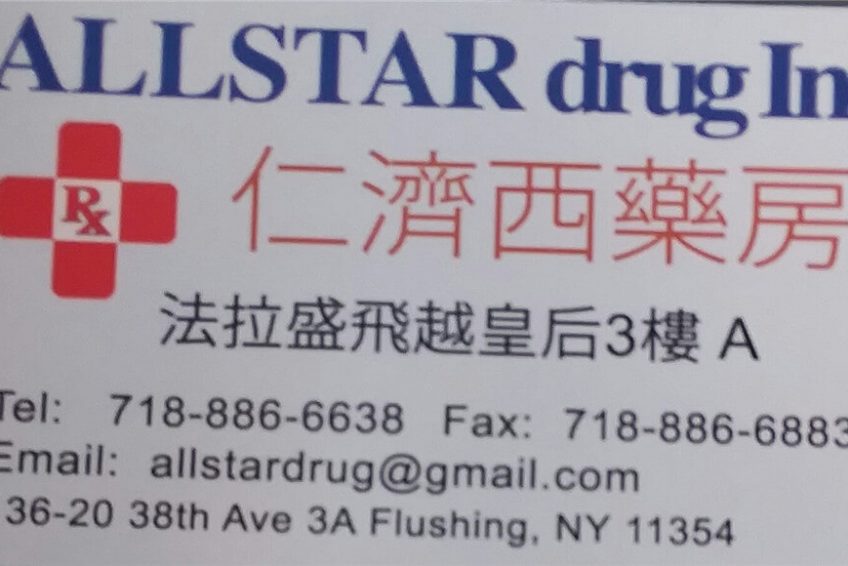 ALLSTAR drug In
Rx
仁濟西藥房
法拉盛飛越皇后3樓 A
Tel: 718-886-6638 Fax: 718-886-6883
Email: allstardrug@gmail.com
36-20 38th Ave 3A Flushing, NY 11354